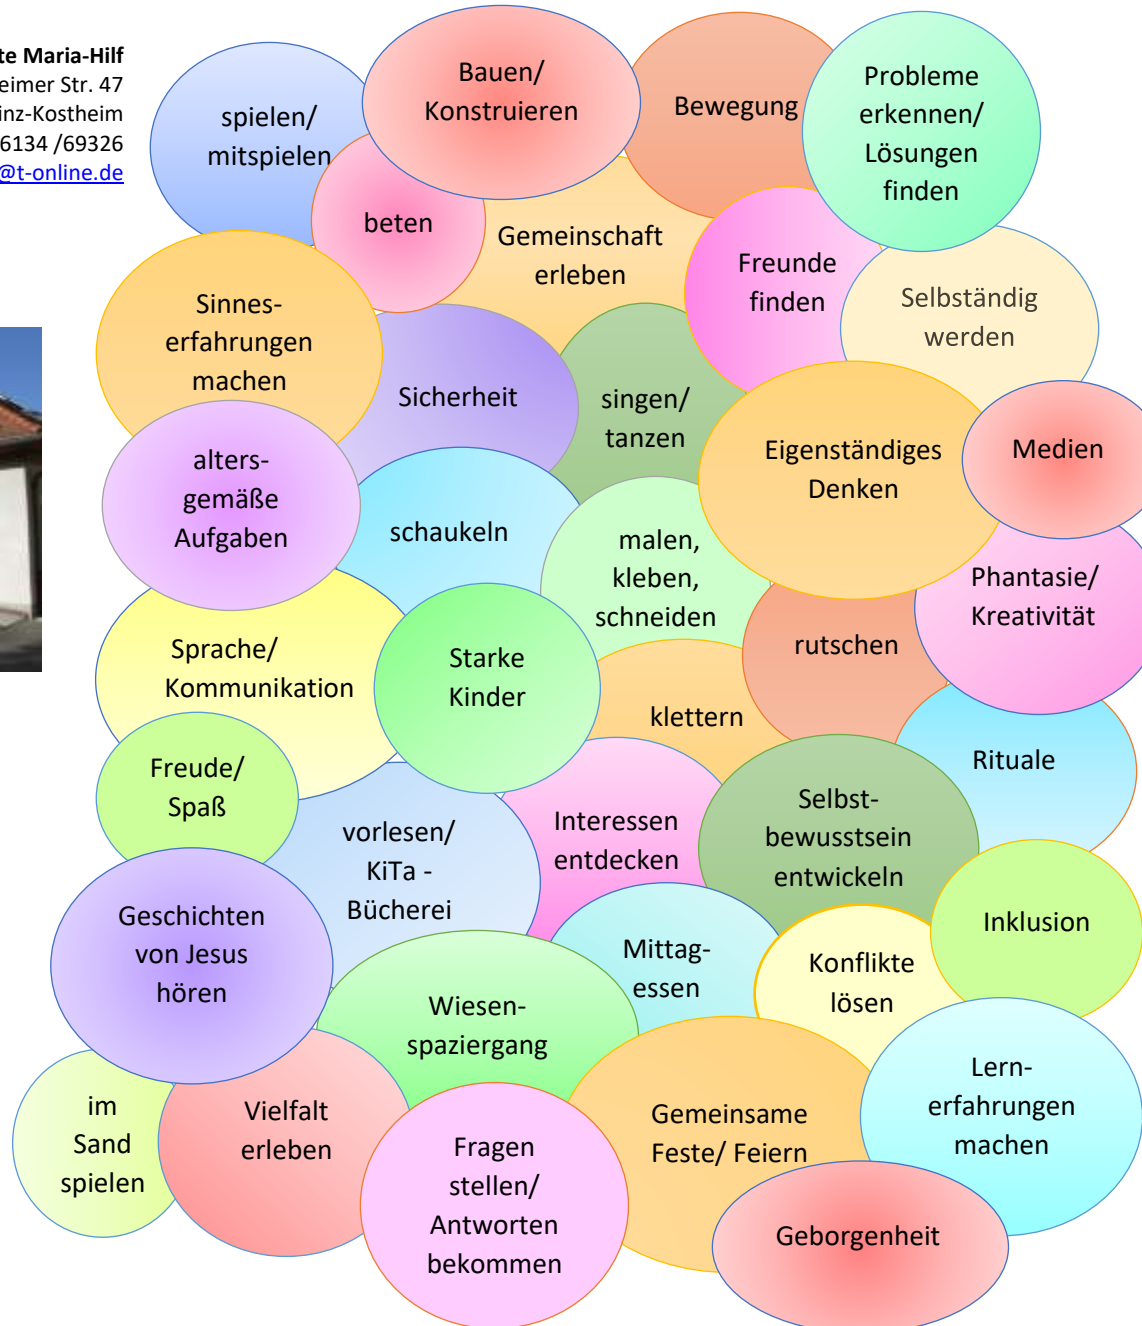 te Maria-Hilf
eimer Str. 47
inz-Kostheim
6134 /69326
@t-online.de
spielen/
mitspielen
Bauen/
Konstruieren
Bewegung
Probleme
erkennen/
Lösungen
finden
beten
Gemeinschaft
erleben
Freunde
finden
Selbständig
werden
Sinnes-
erfahrungen
machen
Sicherheit
singen/
tanzen
Eigenständiges
Denken
Medien
alters-
gemäße
Aufgaben
schaukeln
malen,
kleben,
schneiden
Phantasie/
Kreativität
Sprache/
Kommunikation
Starke
Kinder
rutschen
klettern
Rituale
Freude/
Spaß
vorlesen/
KiTa -
Bücherei
Interessen
entdecken
Selbst-
bewusstsein
entwickeln
Geschichten
von Jesus
hören
Mittag-
essen
Konflikte
lösen
Inklusion
Wiesen-
spaziergang
im
Sand
spielen
Vielfalt
erleben
Fragen
stellen/
Antworten
bekommen
Gemeinsame
Feste/ Feiern
Lern-
erfahrungen
machen
Geborgenheit